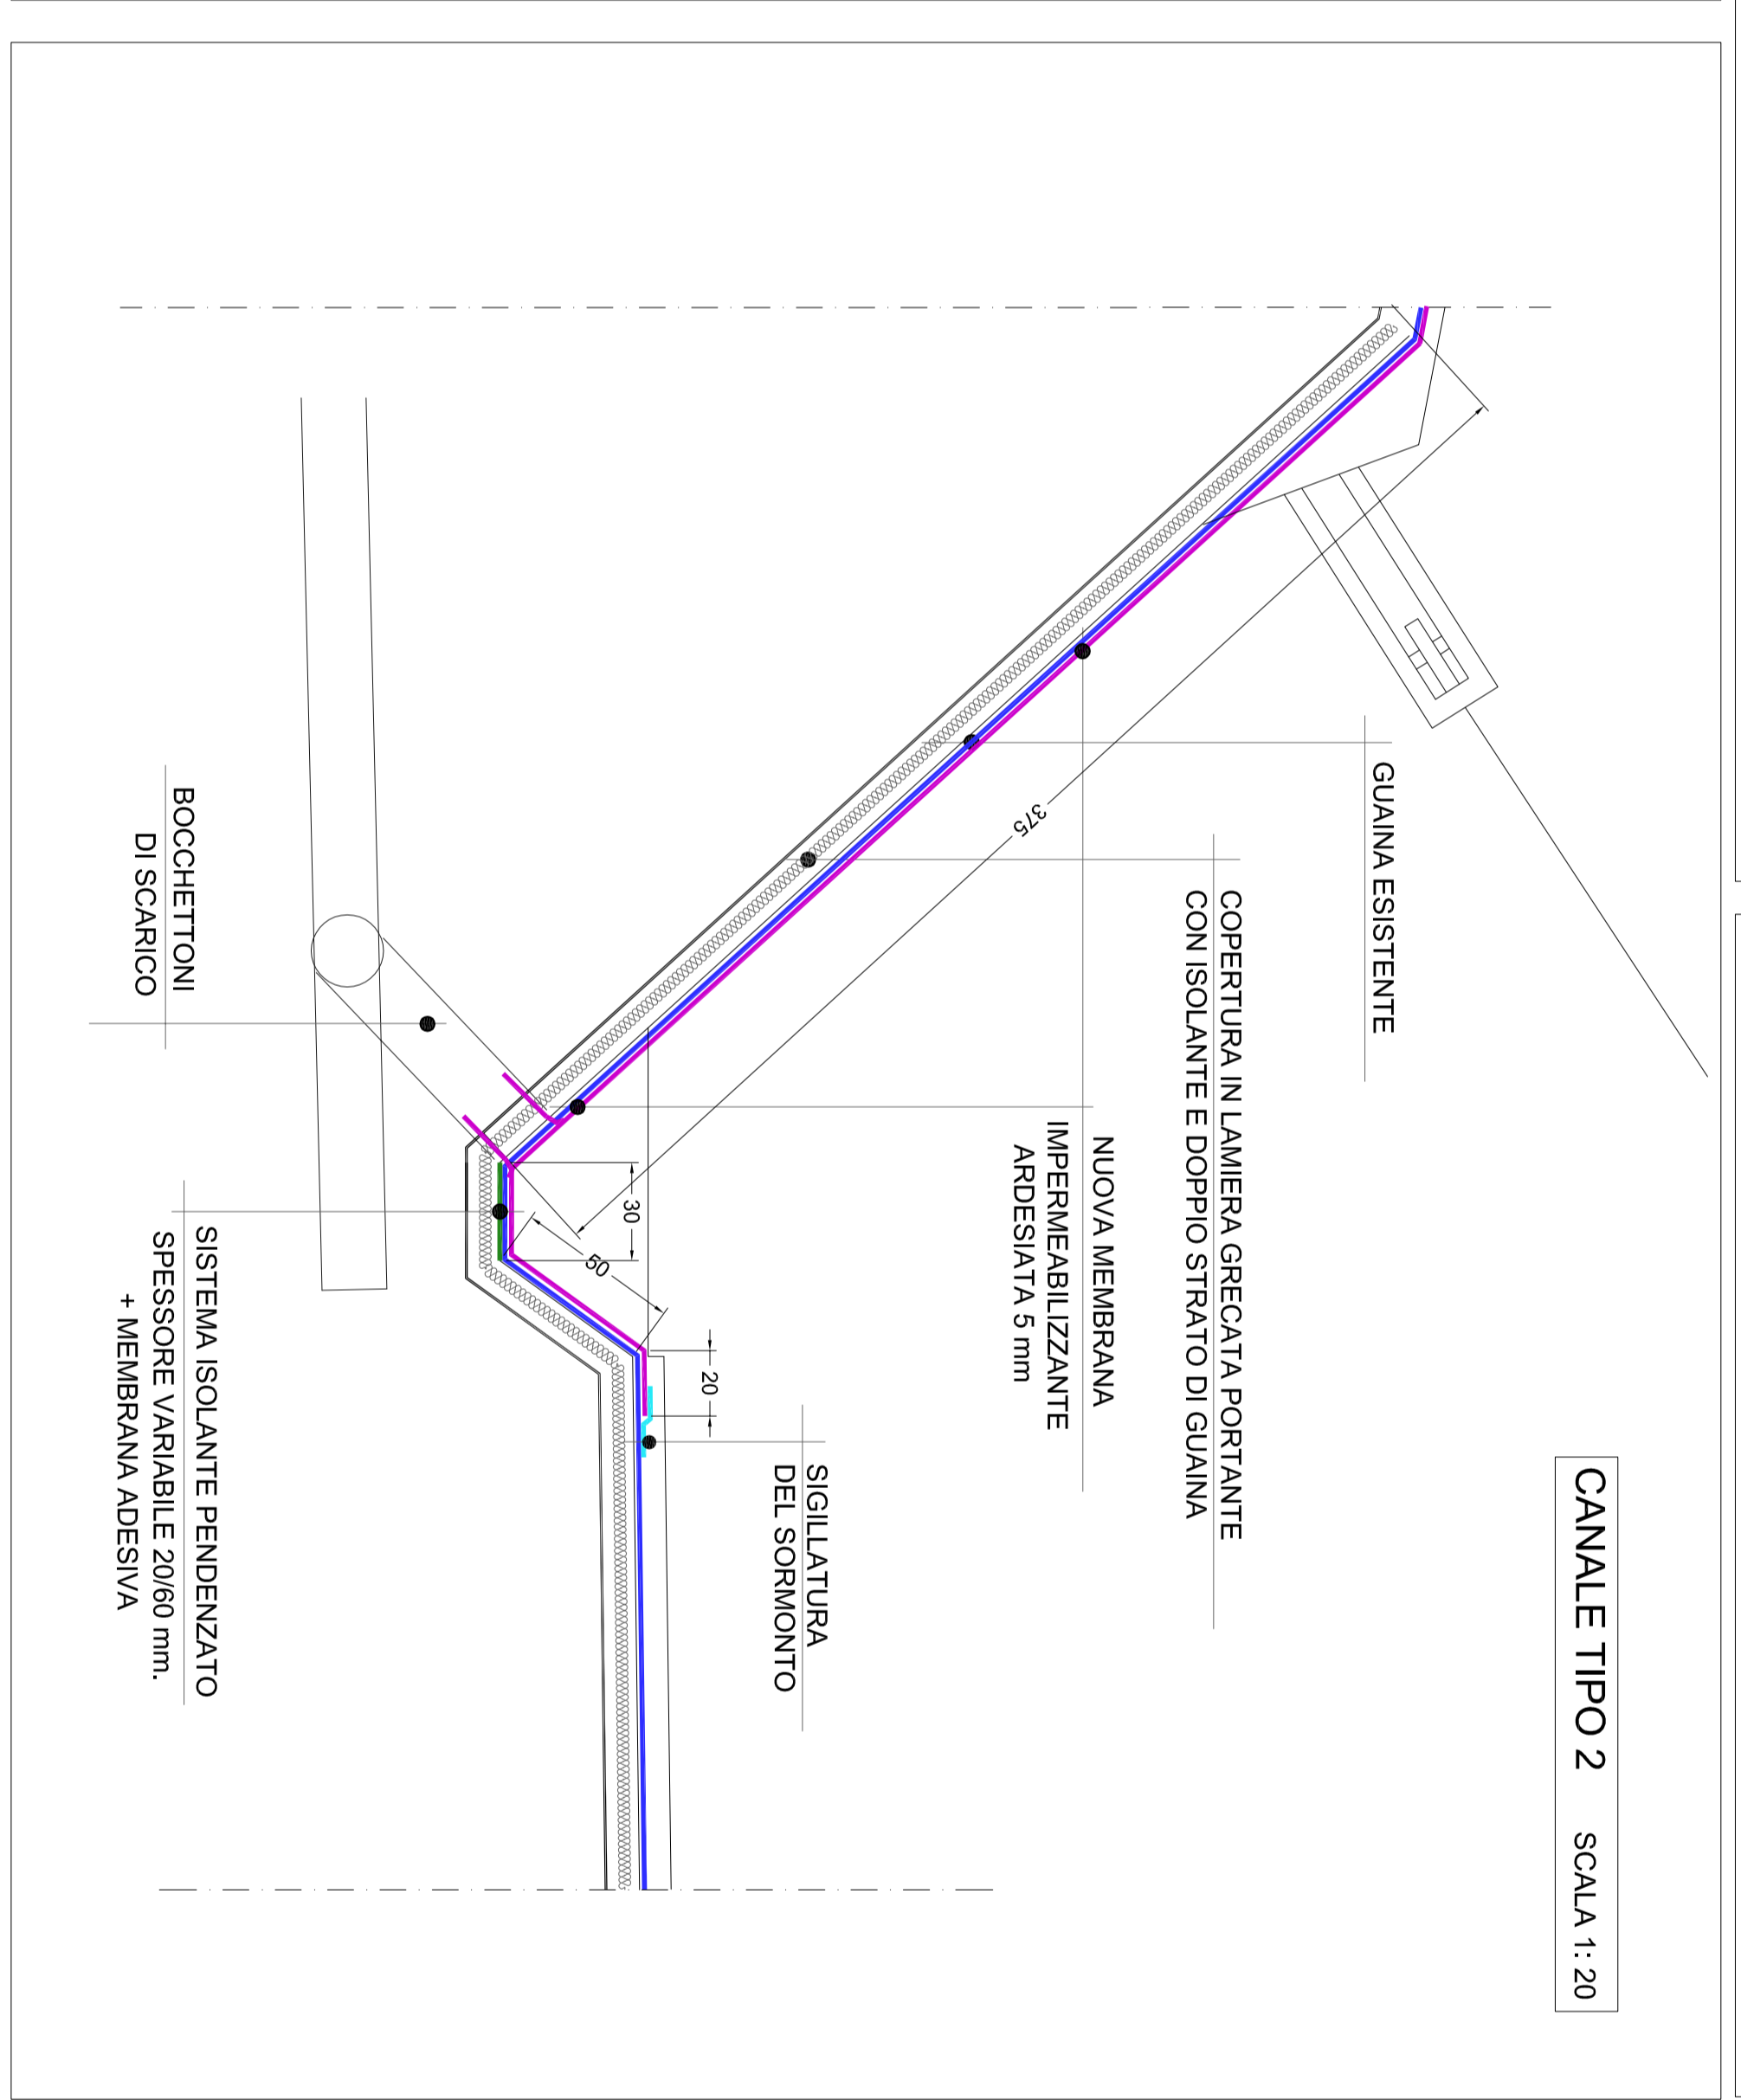 CANALE TIPO 2 SCALA 1: 20
GUAINA ESISTENTE
COPERTURA IN LAMIERA GRECATA PORTANTE
CON ISOLANTE E DOPPIO STRATO DI GUAINA
NUOVA MEMBRANA
IMPERMEABILIZZANTE
ARDESIATA 5 mm
375
SIGILLATURA
DEL SORMONTO
20
30
50
BOCCHETTONI
DI SCARICO
SISTEMA ISOLANTE PENDENZATO
SPESSORE VARIABILE 20/60 mm.
+ MEMBRANA ADESIVA